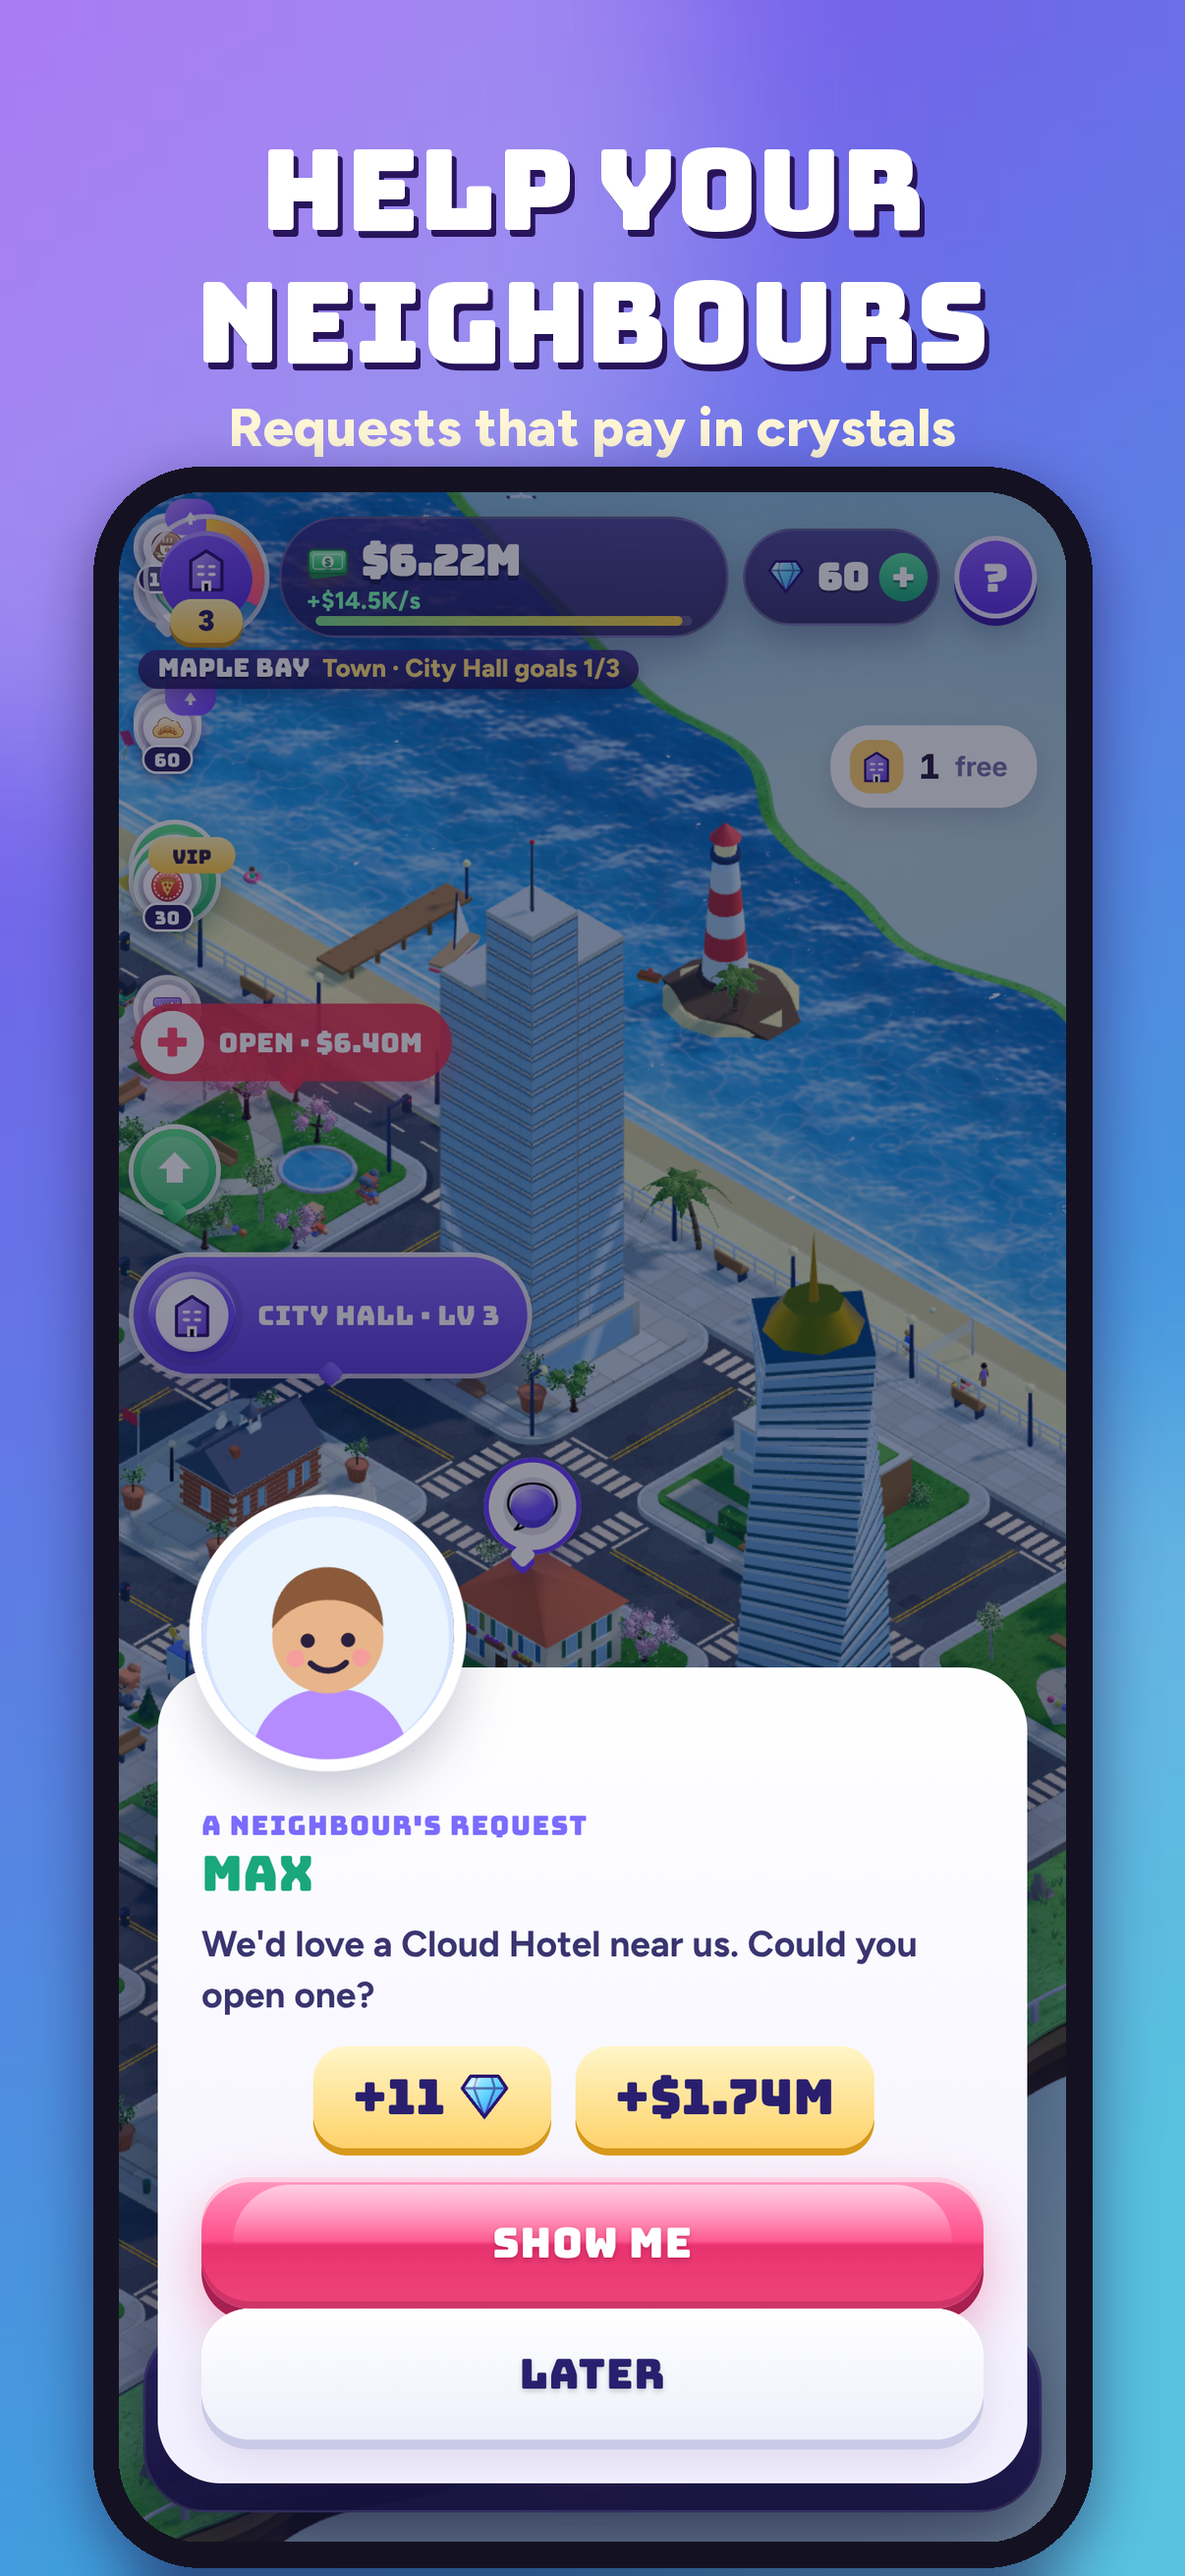 HELP YOUR
NEIGHBOURS
Requests that pay in crystals
$6.22M
+$14.5K/s
60
+
?
3
MAPLE BAY Town · City Hall goals 1/3
60
1 free
VIP
30
OPEN · $6.40M
CITY HALL · LV 3
A NEIGHBOUR'S REQUEST
MAX
We'd love a Cloud Hotel near us. Could you
open one?
+11
+$1.74M
SHOW ME
LATER